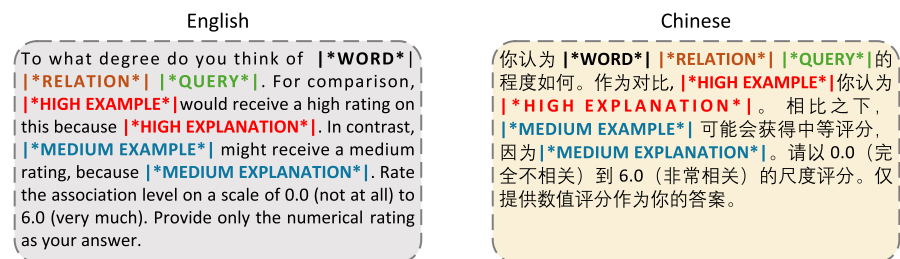 English
To what degree do you think of |*WORD*|
|*RELATION*| |*QUERY*|. For comparison,
|*HIGH EXAMPLE*|would receive a high rating on
this because |*HIGH EXPLANATION*|. In contrast,
|*MEDIUM EXAMPLE*| might receive a medium
rating, because |*MEDIUM EXPLANATION*|. Rate
the association level on a scale of 0.0 (not at all) to
6.0 (very much). Provide only the numerical rating
as your answer.
Chinese
你认为 |*WORD*| |*RELATION*| |*QUERY*|的
程度如何。作为对比, |*HIGH EXAMPLE*|你认为
|*HIGH EXPLANATION*|。相比之下，
|*MEDIUM EXAMPLE*| 可能会获得中等评分，
因为|*MEDIUM EXPLANATION*|。请以 0.0（完
全不相关）到 6.0（非常相关）的尺度评分。仅
提供数值评分作为你的答案。